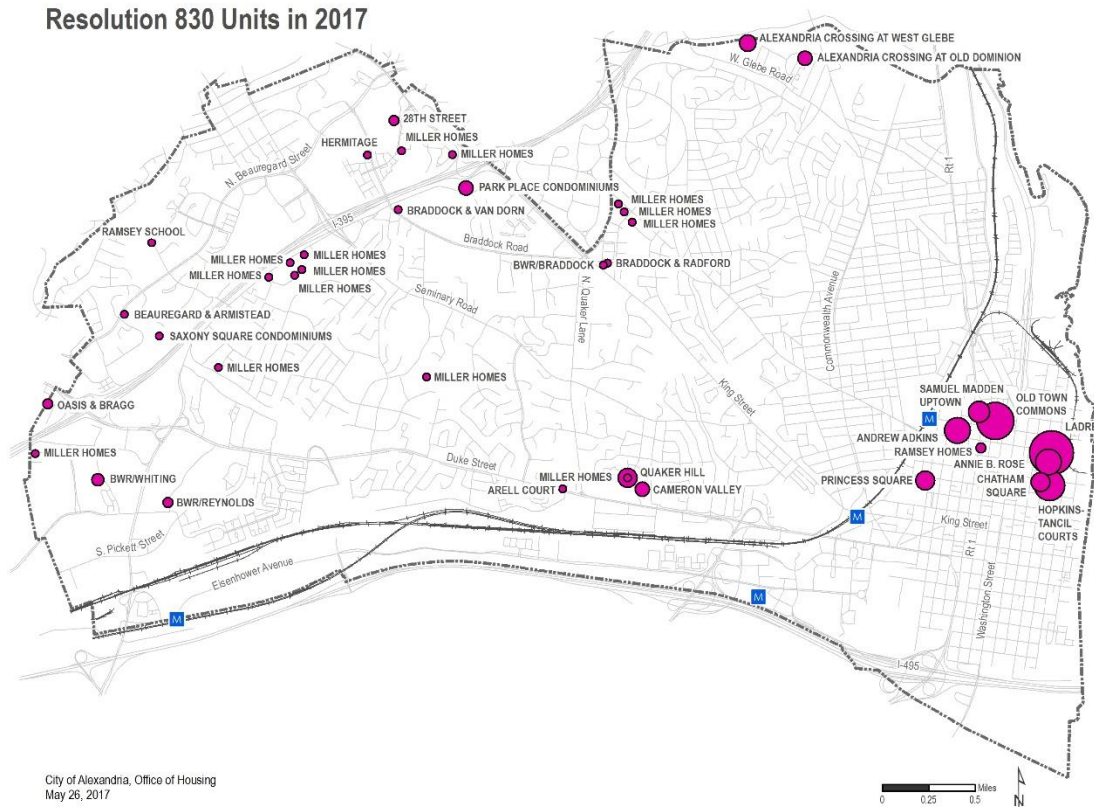 Resolution 830 Units in 2017
ALEXANDRIA CROSSING AT WEST GLEBE
W. Glebe Road
ALEXANDRIA CROSSING AT OLD DOMINION
28TH STREET
MILLER HOMES
HERMITAGE
MILLER HOMES
N. Beauregard Street
Rt 1
PARK PLACE CONDOMINIUMS
I-395
BRADDOCK & VAN DORN
MILLER HOMES
MILLER HOMES
MILLER HOMES
RAMSEY SCHOOL
Braddock Road
MILLER HOMES
MILLER HOMES
MILLER HOMES
MILLER HOMES
MILLER HOMES
BWR/BRADDOCK
BRADDOCK & RADFORD
N. Quaker Lane
Seminary Road
Commonwealth Avenue
BEAUREGARD & ARMISTEAD
SAXONY SQUARE CONDOMINIUMS
MILLER HOMES
MILLER HOMES
King Street
OASIS & BRAGG
SAMUEL MADDEN
UPTOWN
OLD TOWN
COMMONS
M
LADRE
ANDREW ADKINS
RAMSEY HOMES
MILLER HOMES
ANNIE B. ROSE
Duke Street
BWR/WHITING
MILLER HOMES
QUAKER HILL
PRINCESS SQUARE
CHATHAM
SQUARE
ARELL COURT
CAMERON VALLEY
BWR/REYNOLDS
HOPKINS-
TANCIL
COURTS
M
King Street
S. Pickett Street
Rt 1
Eisenhower Avenue
Washington Street
M
M
I-495
City of Alexandria, Office of Housing
May 26, 2017
Miles
0 0.25 0.5
N